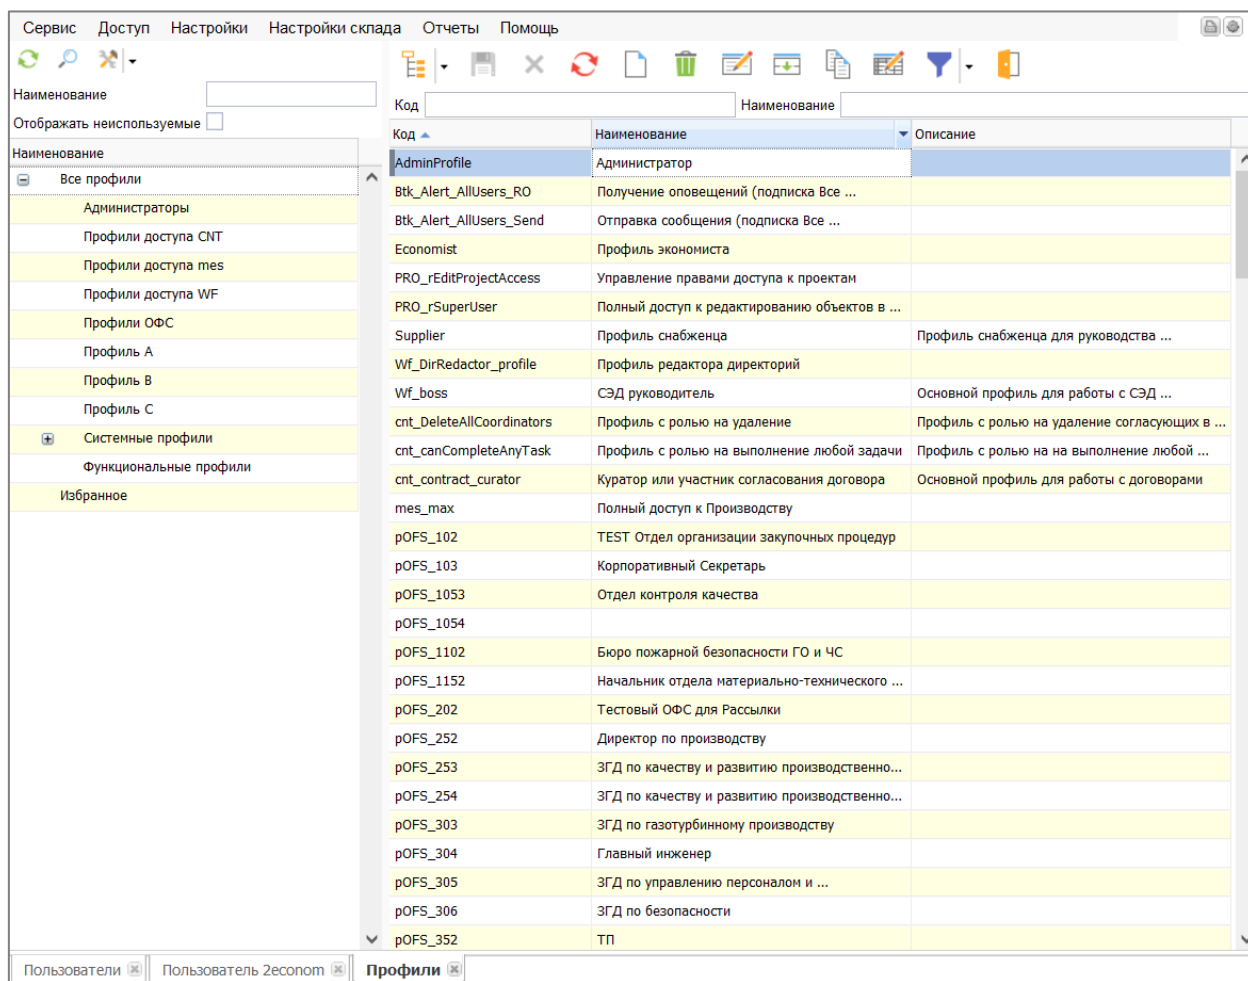 Сервис Доступ Настройки Настройки склада Отчеты Помощь
Наименование
Отображать неиспользуемые
Наименование
Все профили
Администраторы
Профили доступа CNT
Профили доступа mes
Профили доступа WF
Профили ОФС
Профиль A
Профиль B
Профиль C
Системные профили
Функциональные профили
Избранное
Код Наименование
Код Наименование Описание
AdminProfile Администратор
Btk_Alert_AllUsers_RO Получение оповещений (подписка Все ...
Btk_Alert_AllUsers_Send Отправка сообщения (подписка Все ...
Economist Профиль экономиста
PRO_rEditProjectAccess Управление правами доступа к проектам
PRO_rSuperUser Полный доступ к редактированию объектов в ...
Supplier Профиль снабженца Профиль снабженца для руководства ...
Wf_DirRedactor_profile Профиль редактора директорий
Wf_boss СЭД руководитель Основной профиль для работы с СЭД ...
cnt_DeleteAllCoordinators Профиль с ролью на удаление Профиль с ролью на удаление согласующих в ...
cnt_canCompleteAnyTask Профиль с ролью на выполнение любой задачи Профиль с ролью на на выполнение любой ...
cnt_contract_curator Куратор или участник согласования договора Основной профиль для работы с договорами
mes_max Полный доступ к Производству
pOFS_102 TEST Отдел организации закупочных процедур
pOFS_103 Корпоративный Секретарь
pOFS_1053 Отдел контроля качества
pOFS_1054
pOFS_1102 Бюро пожарной безопасности ГО и ЧС
pOFS_1152 Начальник отдела материально-технического ...
pOFS_202 Тестовый ОФС для Рассылки
pOFS_252 Директор по производству
pOFS_253 ЗГД по качеству и развитию производственно...
pOFS_254 ЗГД по качеству и развитию производственно...
pOFS_303 ЗГД по газотурбинному производству
pOFS_304 Главный инженер
pOFS_305 ЗГД по управлению персоналом и ...
pOFS_306 ЗГД по безопасности
pOFS_352 ТП
Пользователи Пользователь 2econom Профили